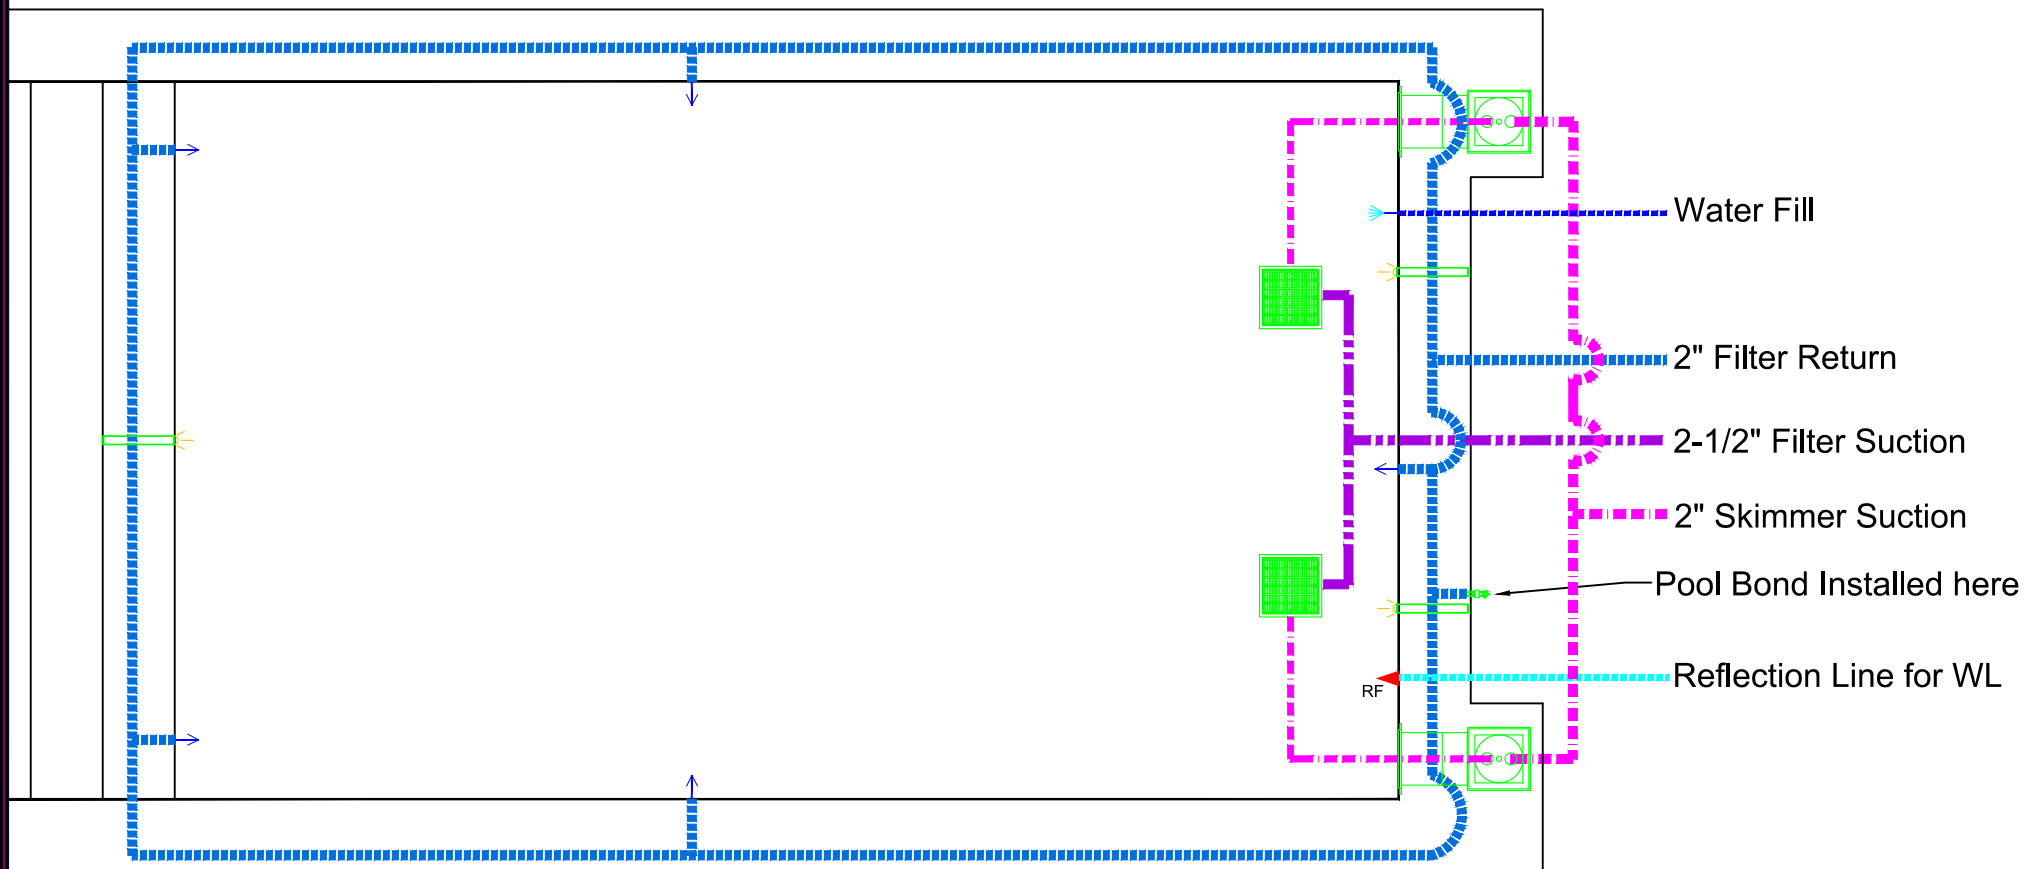 Water Fill
2" Filter Return
2-1/2" Filter Suction
2" Skimmer Suction
Pool Bond Installed here
Reflection Line for WL
RF